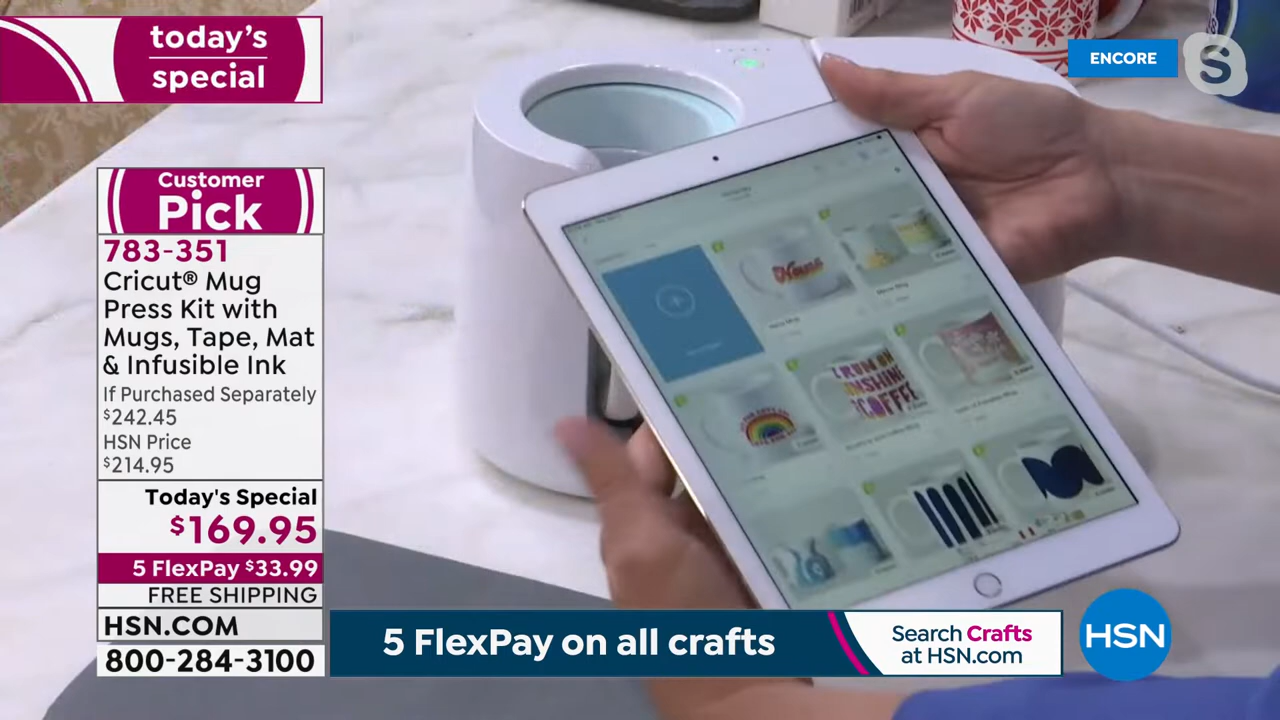 today's
special
ENCORE
S
Customer
Pick
783-351
Cricut® Mug
Press Kit with
Mugs, Tape, Mat
& Infusible Ink
If Purchased Separately
$242.45
HSN Price
$214.95
Today's Special
$169.95
5 FlexPay $33.99
FREE SHIPPING
HSN.COM
800-284-3100
5 FlexPay on all crafts
Search Crafts
at HSN.com
HSN
SUNSHINE
COFFEE